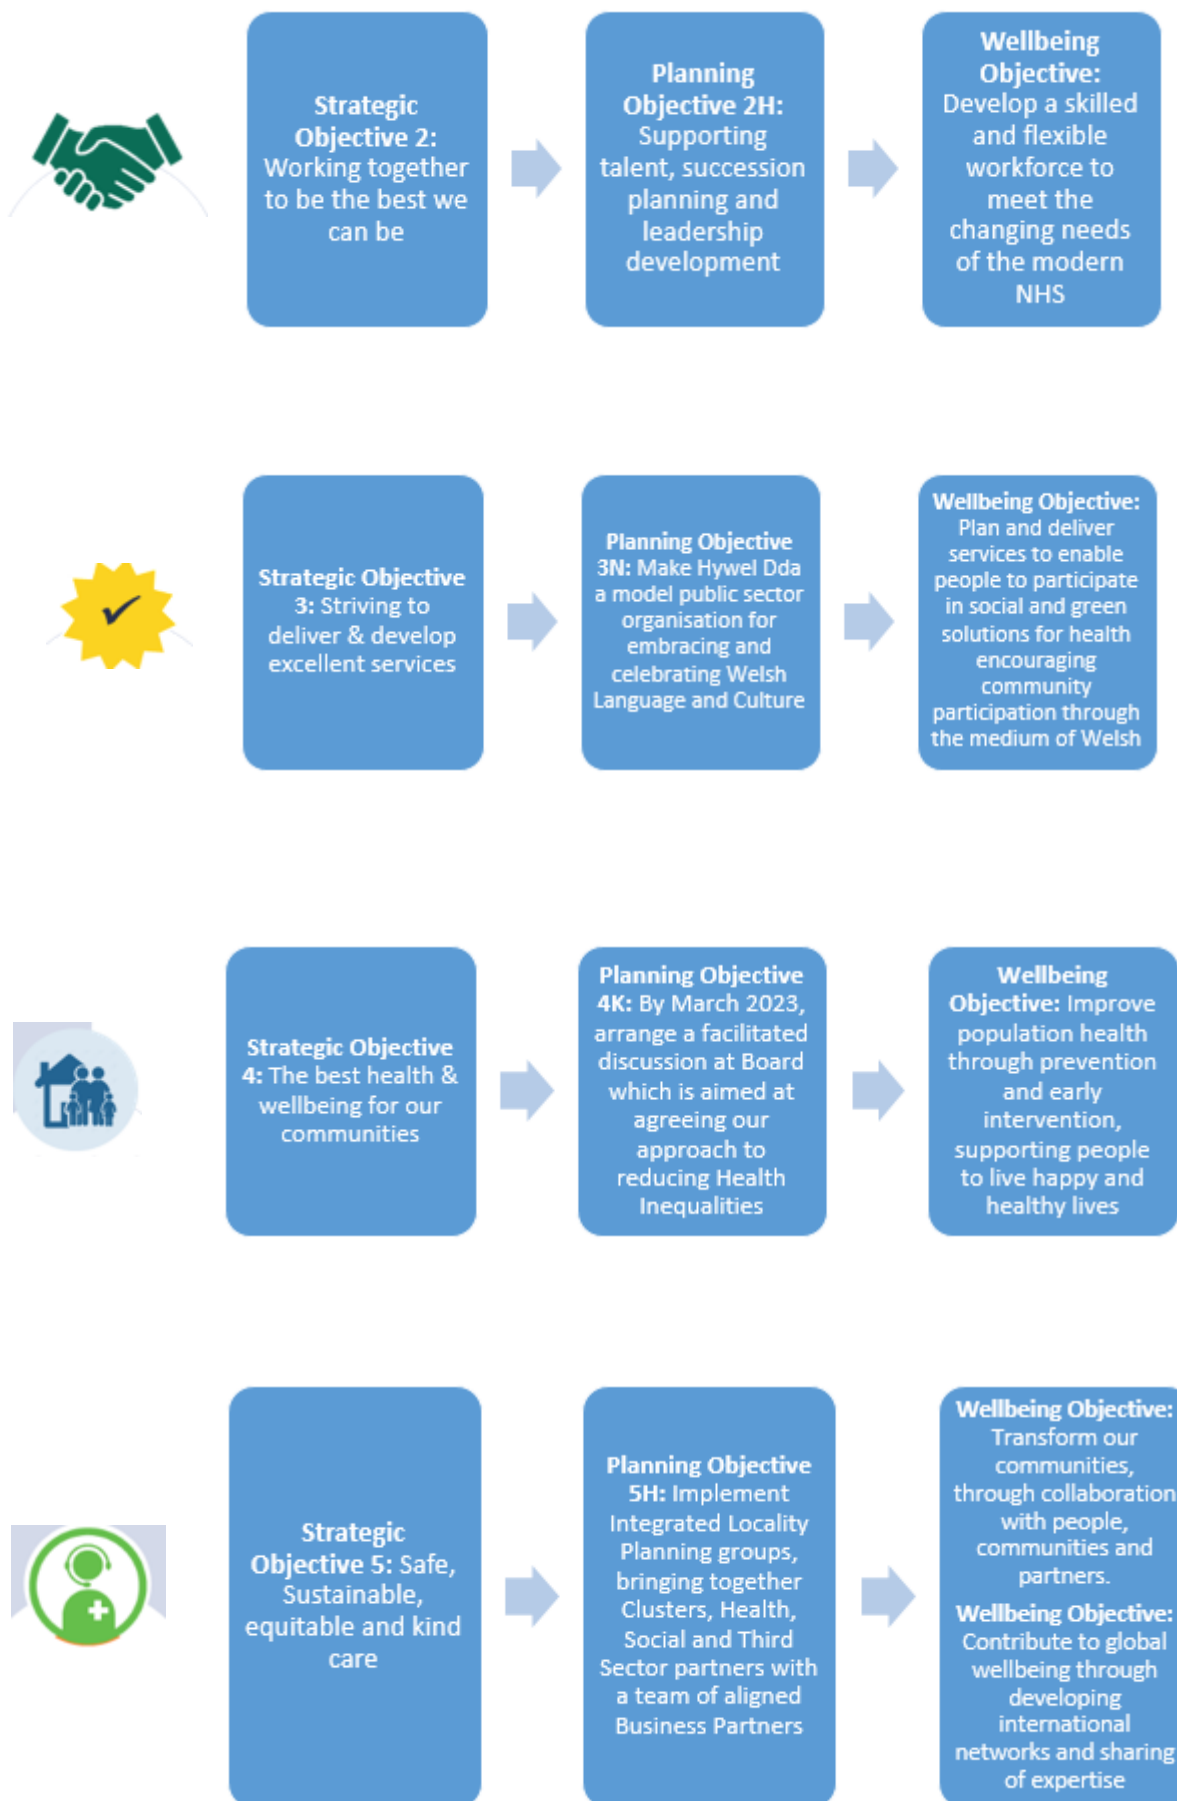 Strategic
Objective 2:
Working together
to be the best we
can be
Planning
Objective 2H:
Supporting
talent, succession
planning and
leadership
development
Wellbeing
Objective:
Develop a skilled
and flexible
workforce to
meet the
changing needs
of the modern
NHS
Strategic Objective
3: Striving to
deliver & develop
excellent services
Planning Objective
3N: Make Hywel Dda
a model public sector
organisation for
embracing and
celebrating Welsh
Language and Culture
Wellbeing Objective:
Plan and deliver
services to enable
people to participate
in social and green
solutions for health
encouraging
community
participation through
the medium of Welsh
Strategic Objective
4: The best health &
wellbeing for our
communities
Planning Objective
4K: By March 2023,
arrange a facilitated
discussion at Board
which is aimed at
agreeing our
approach to
reducing Health
Inequalities
Wellbeing
Objective: Improve
population health
through prevention
and early
intervention,
supporting people
to live happy and
healthy lives
Strategic
Objective 5: Safe,
Sustainable,
equitable and kind
care
Planning Objective
5H: Implement
Integrated Locality
Planning groups,
bringing together
Clusters, Health,
Social and Third
Sector partners with
a team of aligned
Business Partners
Wellbeing Objective:
Transform our
communities,
through collaboration
with people,
communities and
partners.
Wellbeing Objective:
Contribute to global
wellbeing through
developing
international
networks and sharing
of expertise